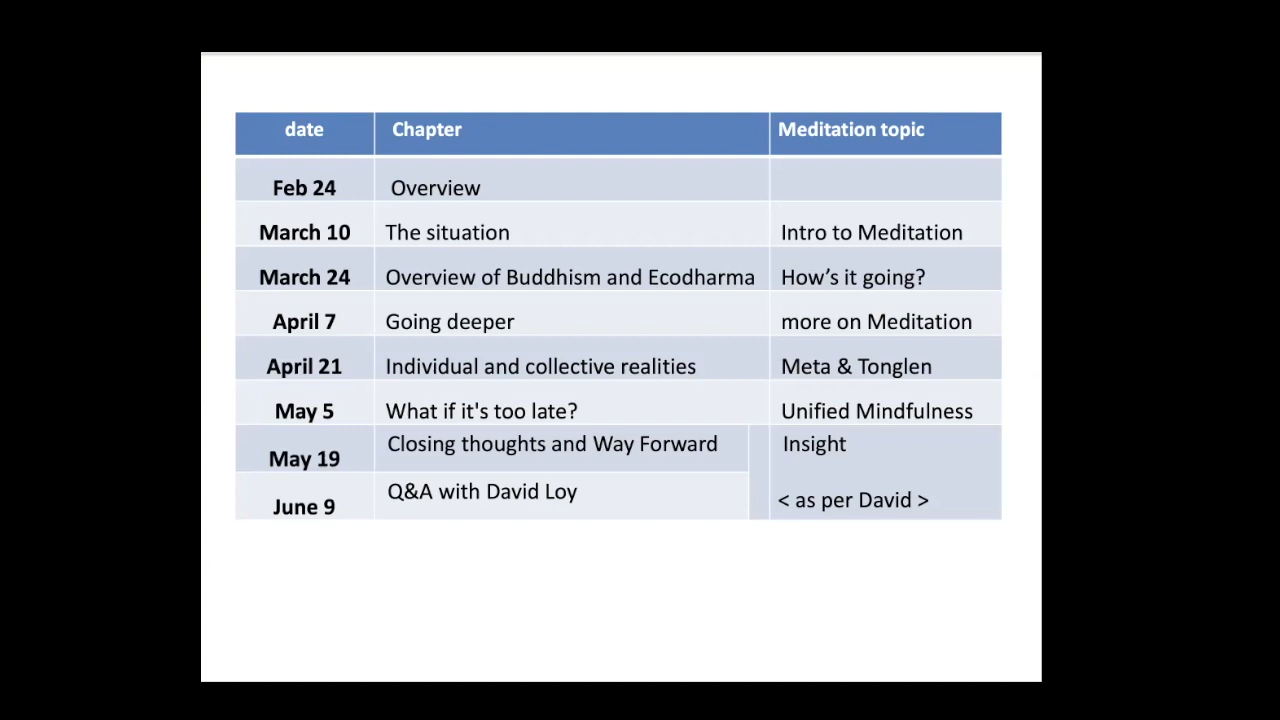 date Chapter Meditation topic
Feb 24 Overview
March 10 The situation Intro to Meditation
March 24 Overview of Buddhism and Ecodharma How’s it going?
April 7 Going deeper more on Meditation
April 21 Individual and collective realities Meta & Tonglen
May 5 What if it's too late? Unified Mindfulness
May 19 Closing thoughts and Way Forward Insight
June 9 Q&A with David Loy < as per David >